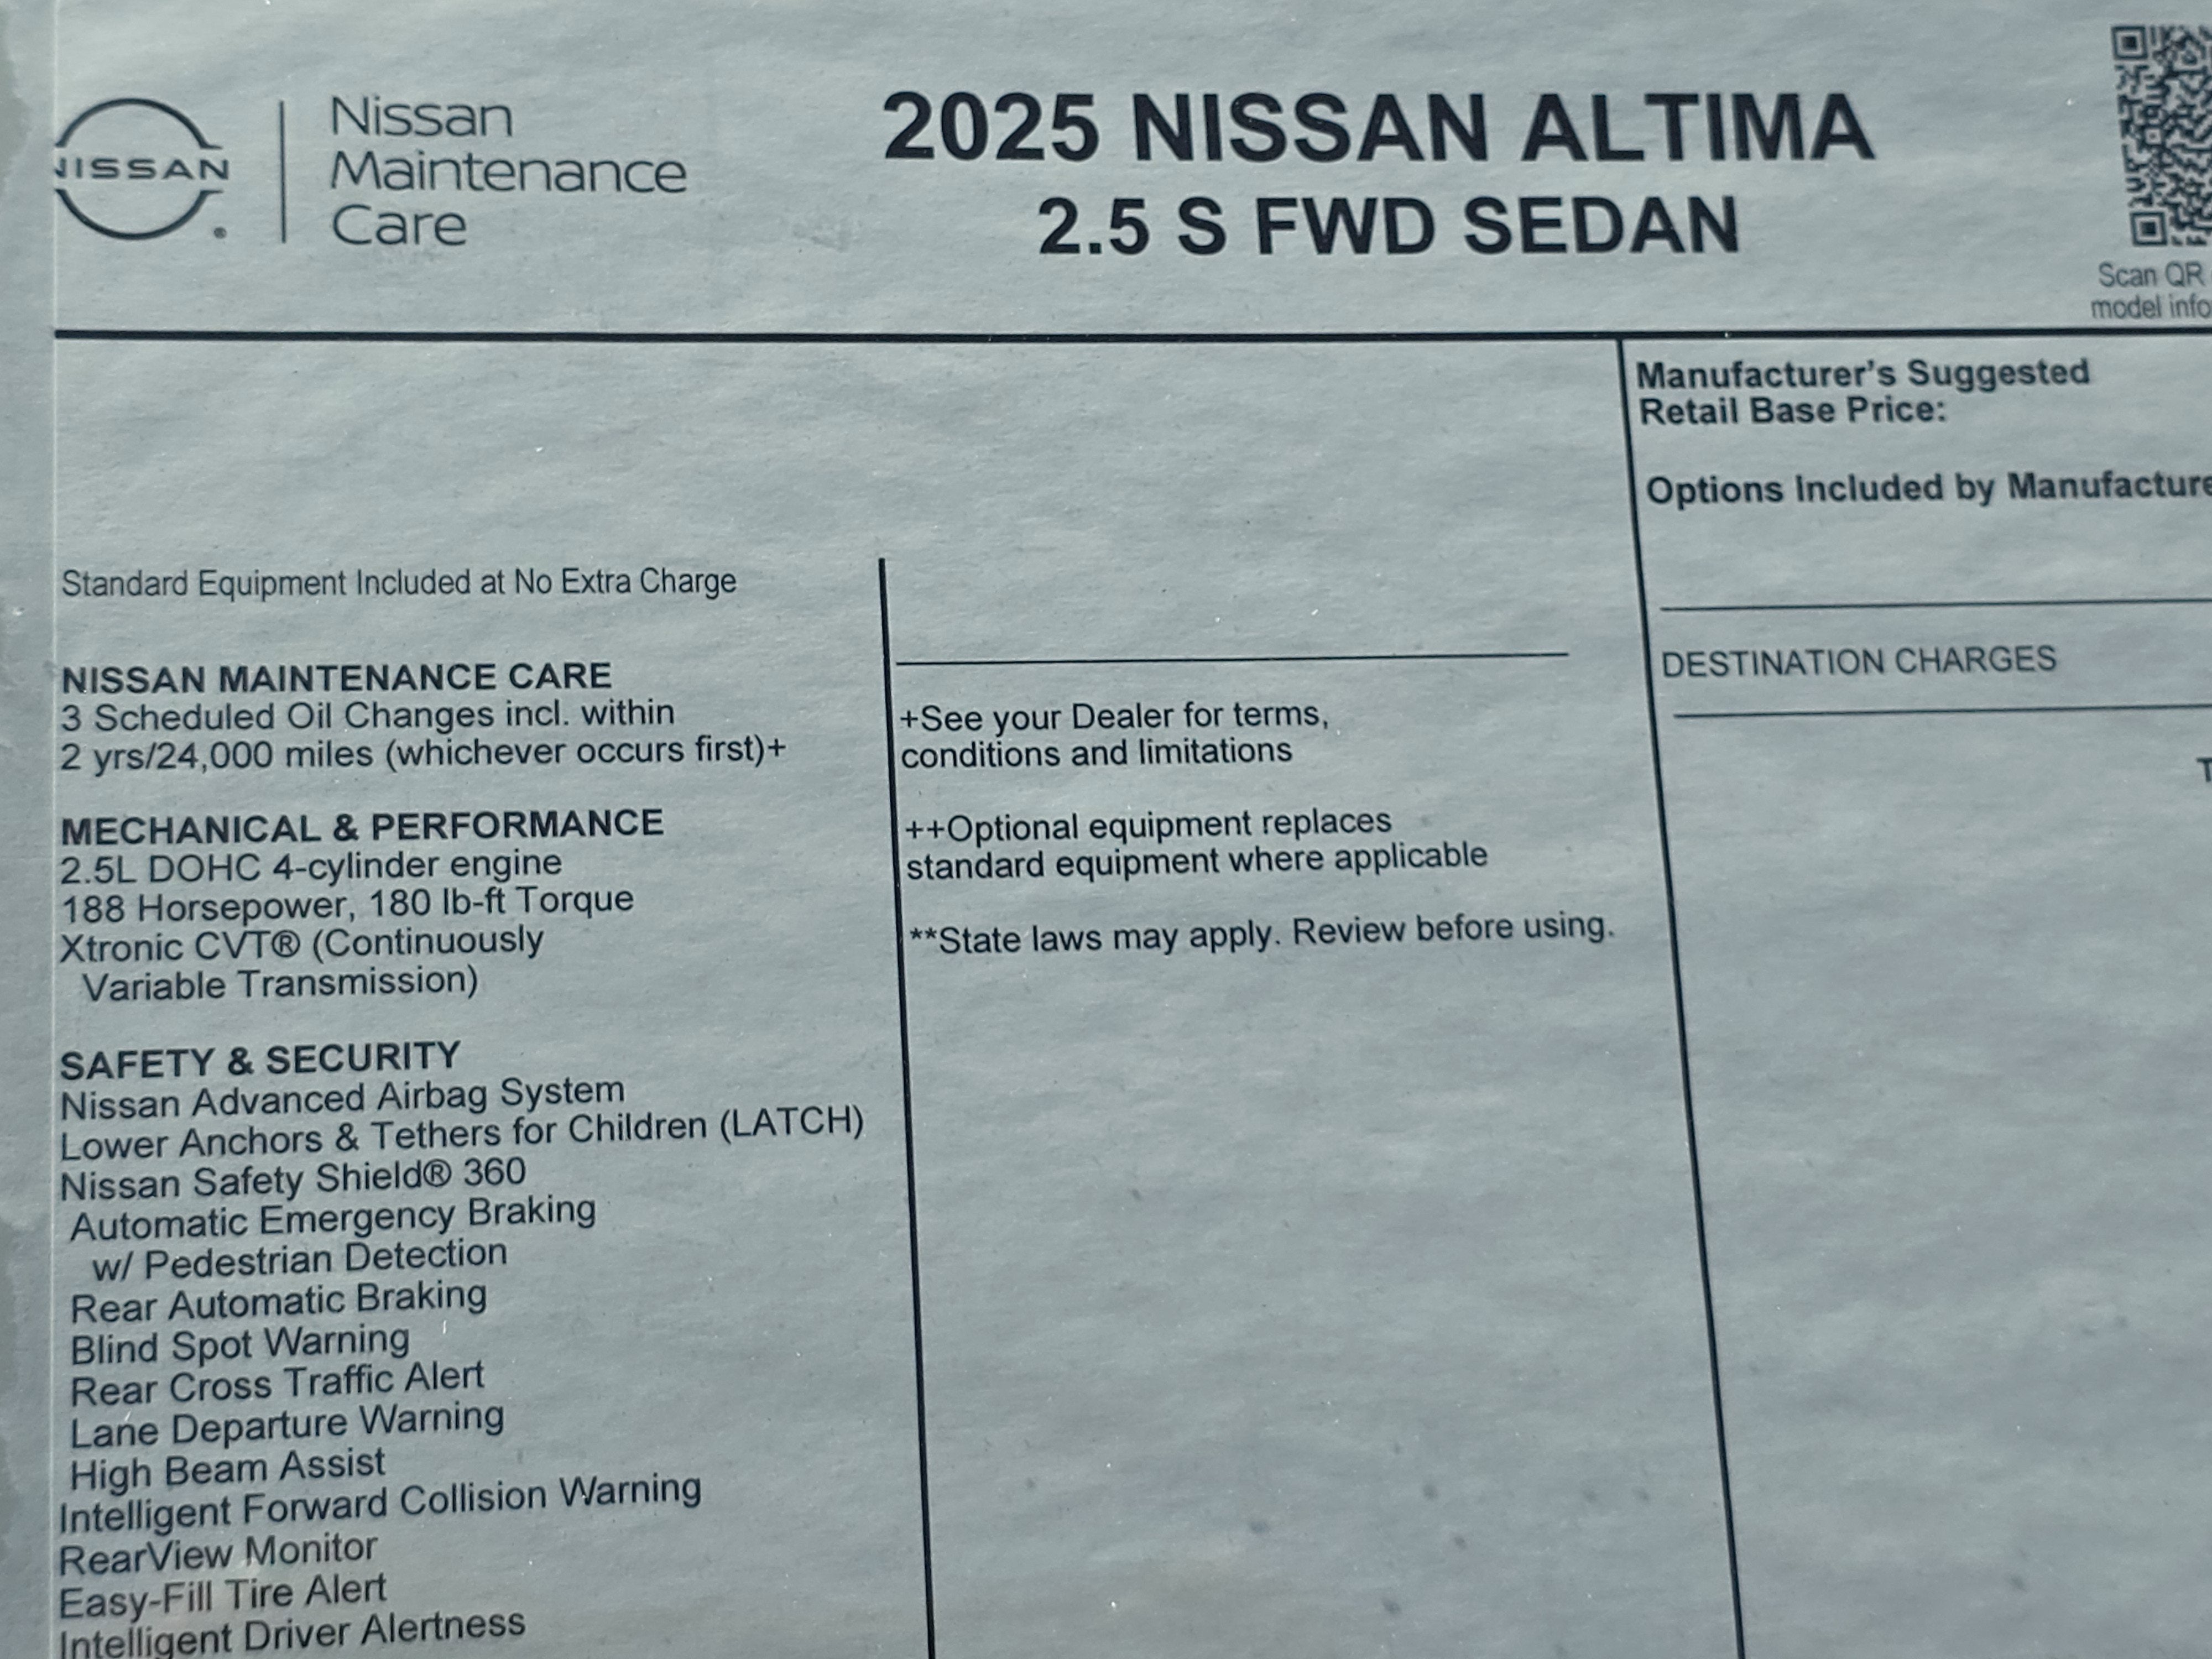 NISSAN
Nissan
Maintenance
Care
2025 NISSAN ALTIMA
2.5 S FWD SEDAN
Scan QR
model info
Standard Equipment Included at No Extra Charge
NISSAN MAINTENANCE CARE
3 Scheduled Oil Changes incl. within
2 yrs/24,000 miles (whichever occurs first)+
MECHANICAL & PERFORMANCE
2.5L DOHC 4-cylinder engine
188 Horsepower, 180 lb-ft Torque
Xtronic CVT® (Continuously
Variable Transmission)
SAFETY & SECURITY
Nissan Advanced Airbag System
Lower Anchors & Tethers for Children (LATCH)
Nissan Safety Shield® 360
Automatic Emergency Braking
w/ Pedestrian Detection
Rear Automatic Braking
Blind Spot Warning
Rear Cross Traffic Alert
Lane Departure Warning
High Beam Assist
Intelligent Forward Collision Warning
RearView Monitor
Easy-Fill Tire Alert
Intelligent Driver Alertness
+See your Dealer for terms,
conditions and limitations
++Optional equipment replaces
standard equipment where applicable
**State laws may apply. Review before using.
Manufacturer's Suggested
Retail Base Price:
Options Included by Manufacture
DESTINATION CHARGES
T